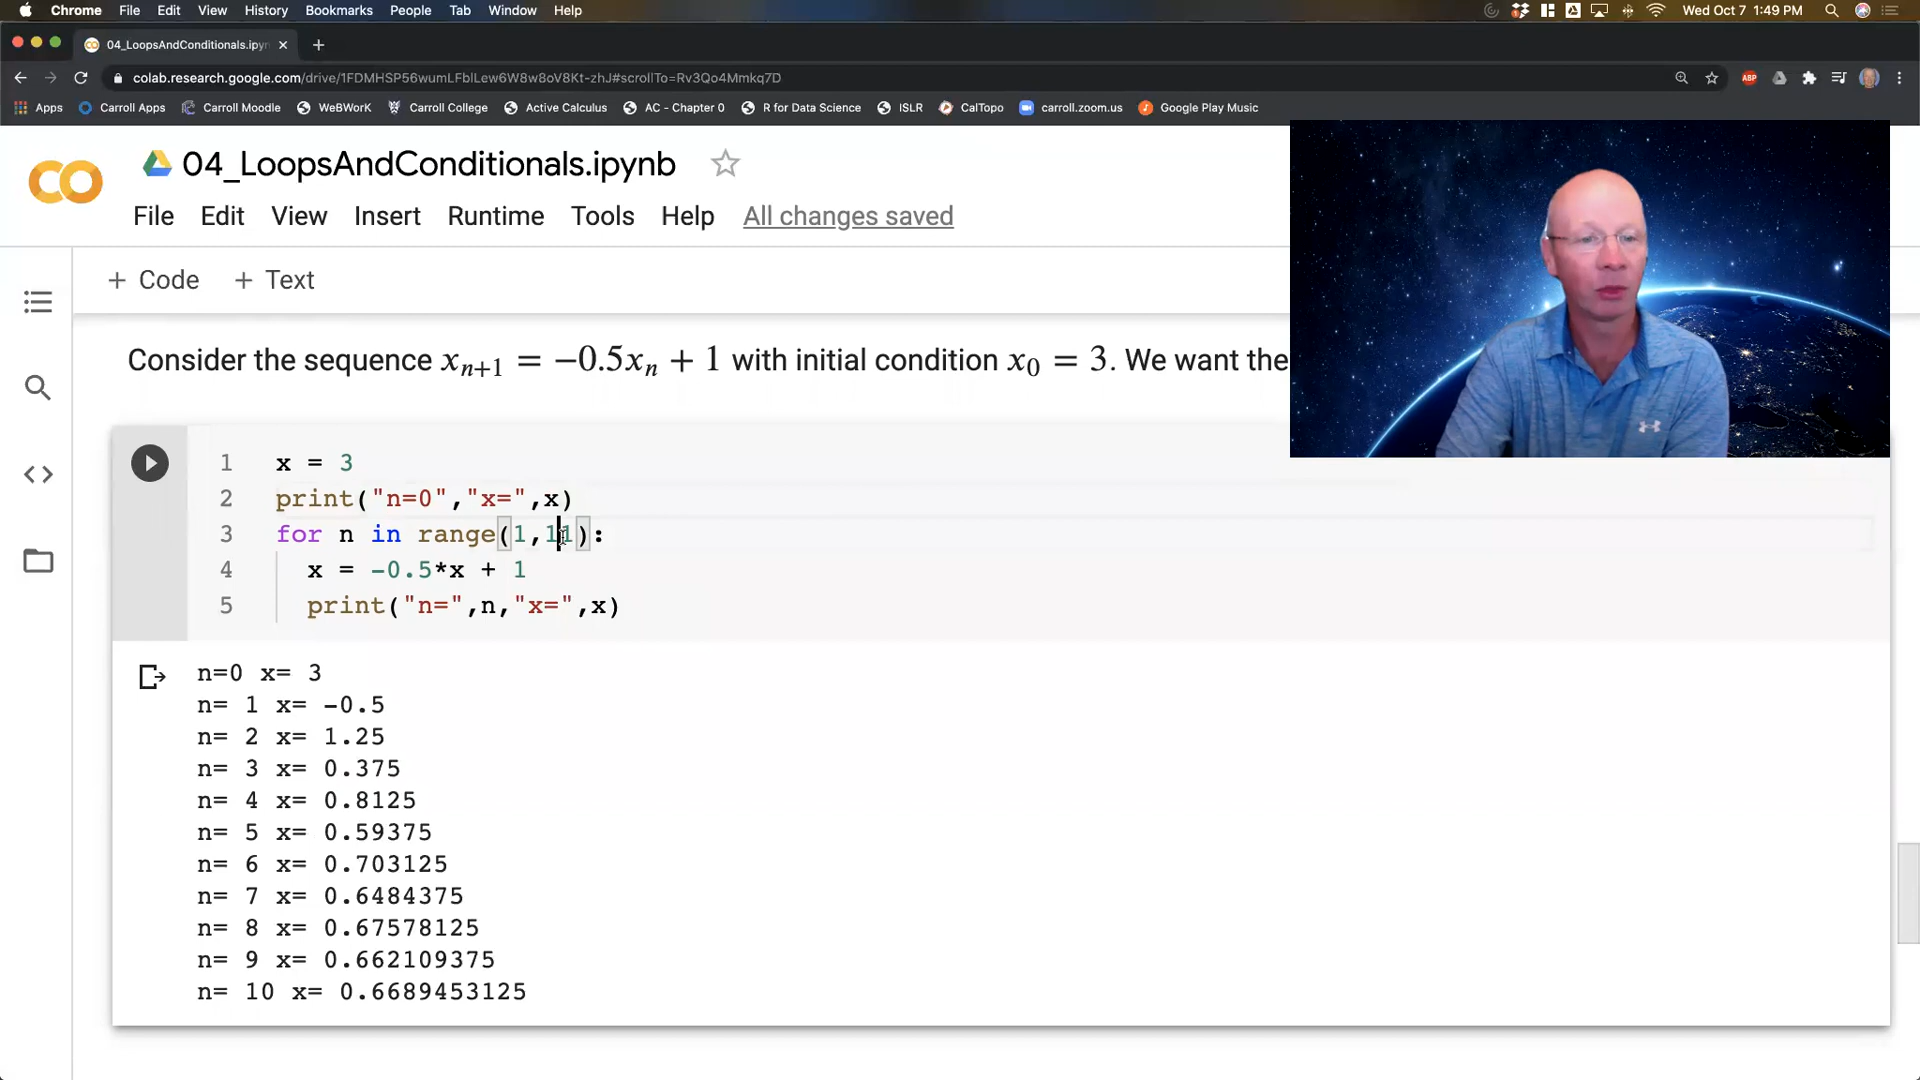 Chrome File Edit View History Bookmarks People Tab Window Help Wed Oct 7 1:49 PM
04_LoopsAndConditionals.ipyn
colab.research.google.com/drive/1FDMHSP56wumLFblLew6W8w8oV8Kt-zhJ#scrollTo=Rv3Qo4Mmkq7D
Apps Carroll Apps Carroll Moodle WeBWorK Carroll College Active Calculus AC - Chapter 0 R for Data Science ISLR CalTopo carroll.zoom.us Google Play Music
04_LoopsAndConditionals.ipynb
File Edit View Insert Runtime Tools Help All changes saved
+ Code + Text
Consider the sequence xₙ₊₁ = −0.5xₙ + 1 with initial condition x₀ = 3. We want the
1 x = 3
2 print("n=0","x=",x)
3 for n in range(1,11):
4 x = -0.5*x + 1
5 print("n=",n,"x=",x)
n=0 x= 3
n= 1 x= -0.5
n= 2 x= 1.25
n= 3 x= 0.375
n= 4 x= 0.8125
n= 5 x= 0.59375
n= 6 x= 0.703125
n= 7 x= 0.6484375
n= 8 x= 0.67578125
n= 9 x= 0.662109375
n= 10 x= 0.6689453125